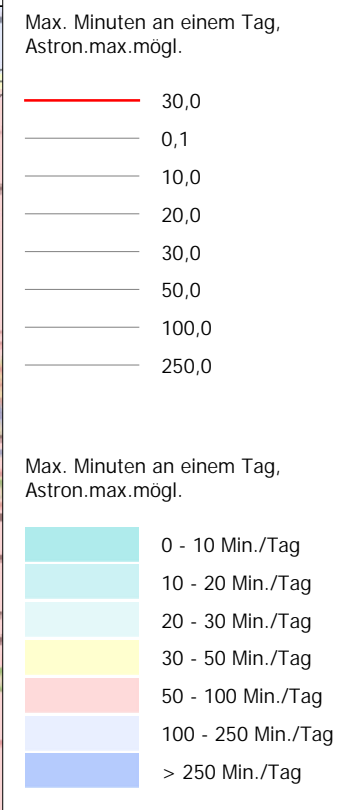 Max. Minuten an einem Tag,
Astron.max.mögl.
30,0
0,1
10,0
20,0
30,0
50,0
100,0
250,0
Max. Minuten an einem Tag,
Astron.max.mögl.
0 - 10 Min./Tag
10 - 20 Min./Tag
20 - 30 Min./Tag
30 - 50 Min./Tag
50 - 100 Min./Tag
100 - 250 Min./Tag
> 250 Min./Tag